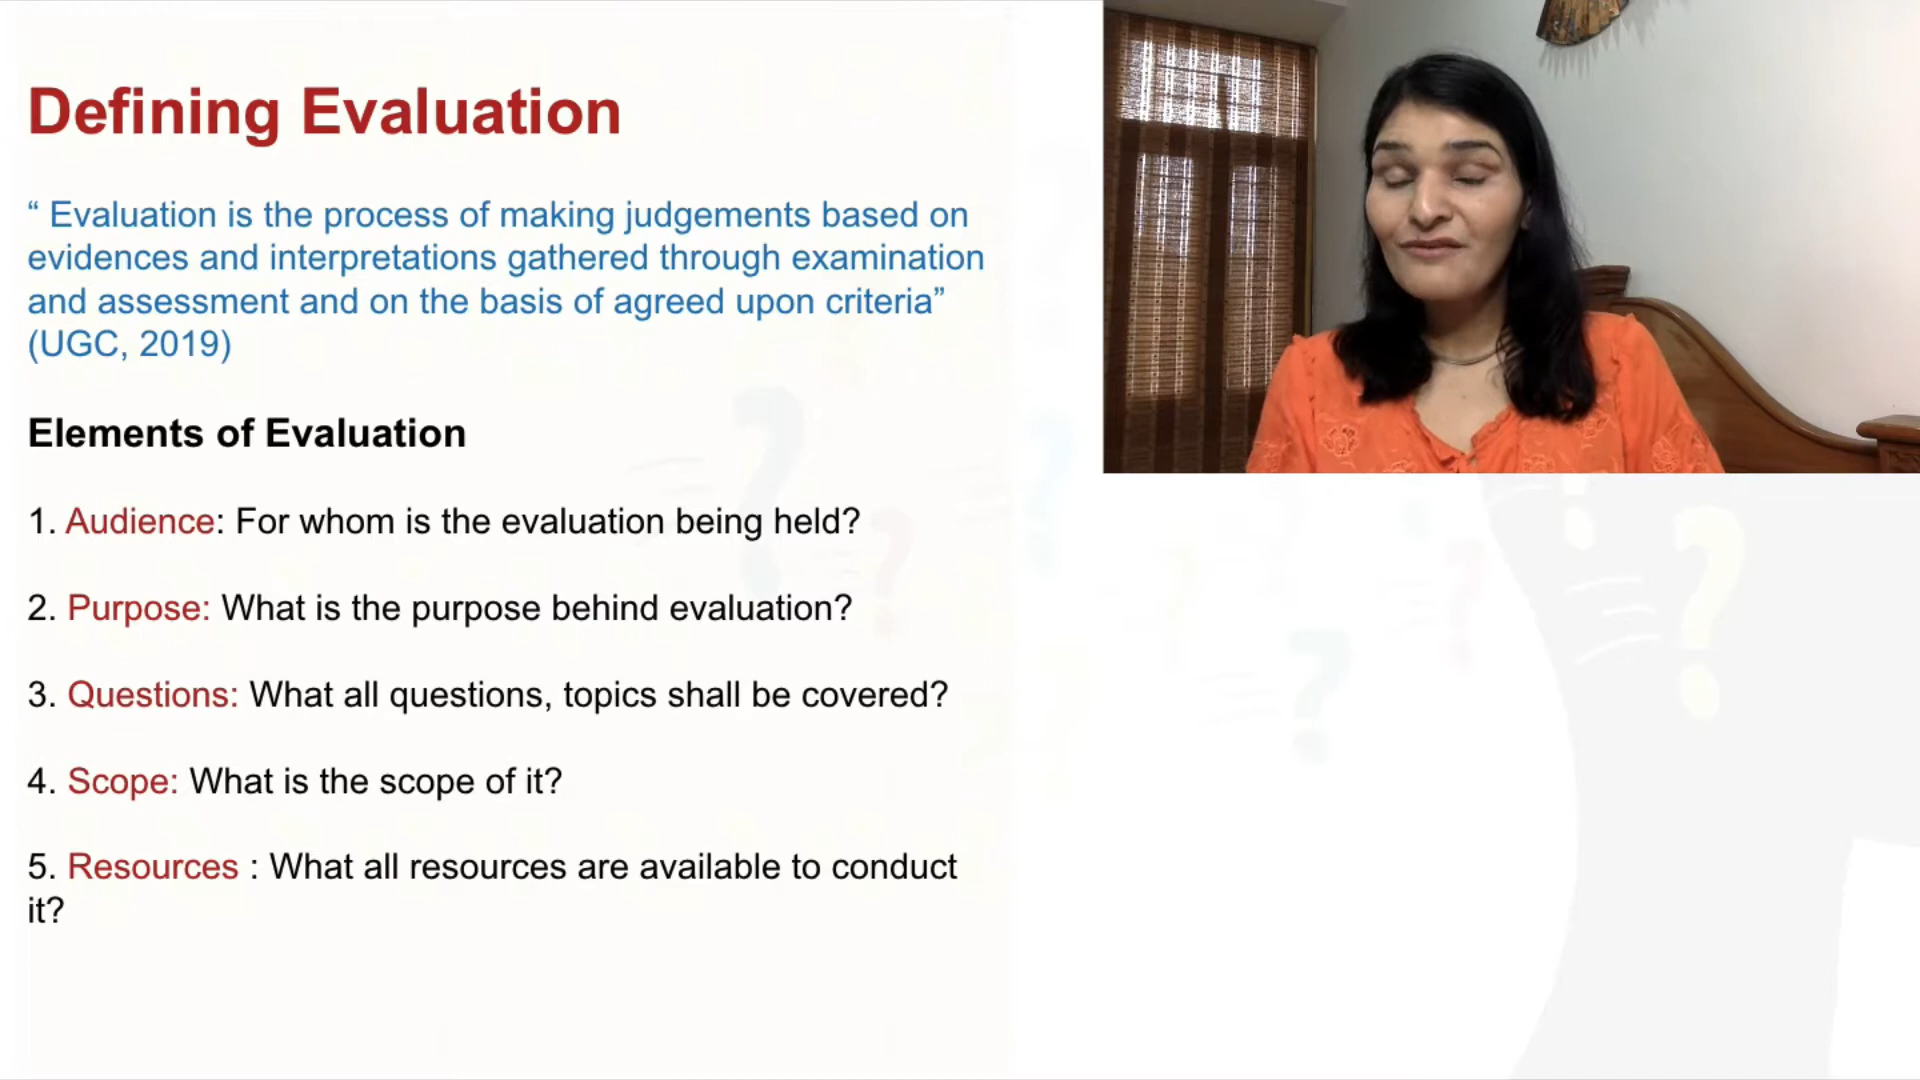 Defining Evaluation
“ Evaluation is the process of making judgements based on
evidences and interpretations gathered through examination
and assessment and on the basis of agreed upon criteria”
(UGC, 2019)
Elements of Evaluation
1. Audience: For whom is the evaluation being held?
2. Purpose: What is the purpose behind evaluation?
3. Questions: What all questions, topics shall be covered?
4. Scope: What is the scope of it?
5. Resources : What all resources are available to conduct
it?